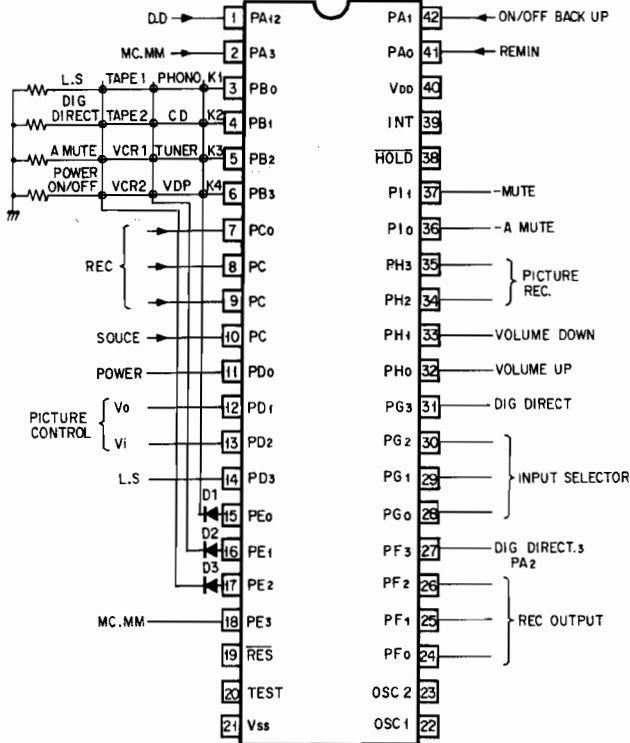 D.D 1 PA12 PA1 42 ON/OFF BACK UP
MC.MM 2 PA3 PA0 41 REMIN
L.S TAPE1 PHONO K1 3 PB0 VDD 40
DIG DIRECT TAPE2 CD K2 4 PB1 INT 39
A MUTE VCR1 TUNER K3 5 PB2 HOLD 38
POWER ON/OFF VCR2 VDP K4 6 PB3 PI1 37 -MUTE
7 PC0 PI0 36 -A MUTE
REC 8 PC PH3 35 PICTURE REC.
9 PC PH2 34
SOUCE 10 PC PH1 33 VOLUME DOWN
POWER 11 PD0 PH0 32 VOLUME UP
PICTURE CONTROL Vo 12 PD1 PG3 31 DIG DIRECT
Vi 13 PD2 PG2 30
L.S 14 PD3 PG1 29 INPUT SELECTOR
D1 15 PE0 PG0 28
D2 16 PE1 PF3 27 DIG DIRECT.3 PA2
D3 17 PE2 PF2 26
MC.MM 18 PE3 PF1 25 REC OUTPUT
19 RES PF0 24
20 TEST OSC 2 23
21 Vss OSC 1 22